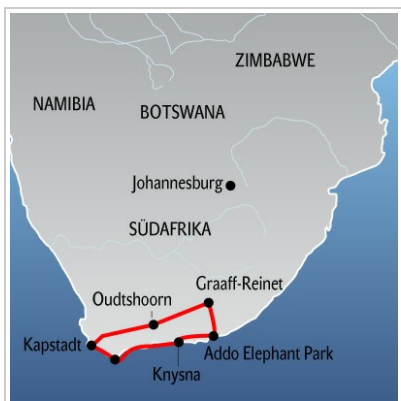 ZIMBABWE
NAMIBIA
BOTSWANA
Johannesburg
SÜDAFRIKA
Graaff-Reinet
Oudtshoorn
Kapstadt
Addo Elephant Park
Knysna